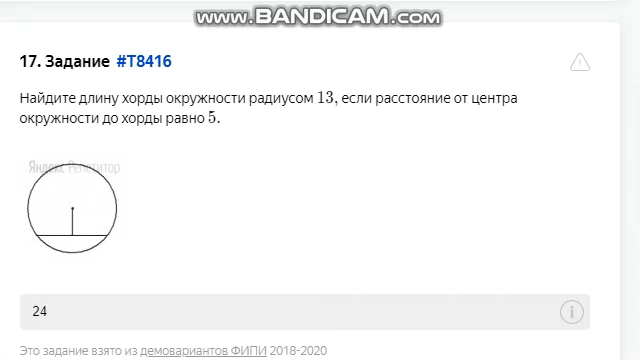 www.BANDICAM.com
17. Задание #T8416
Найдите длину хорды окружности радиусом 13, если расстояние от центра
окружности до хорды равно 5.
Яндекс Репетитор
24
Это задание взято из демовариантов ФИПИ 2018-2020